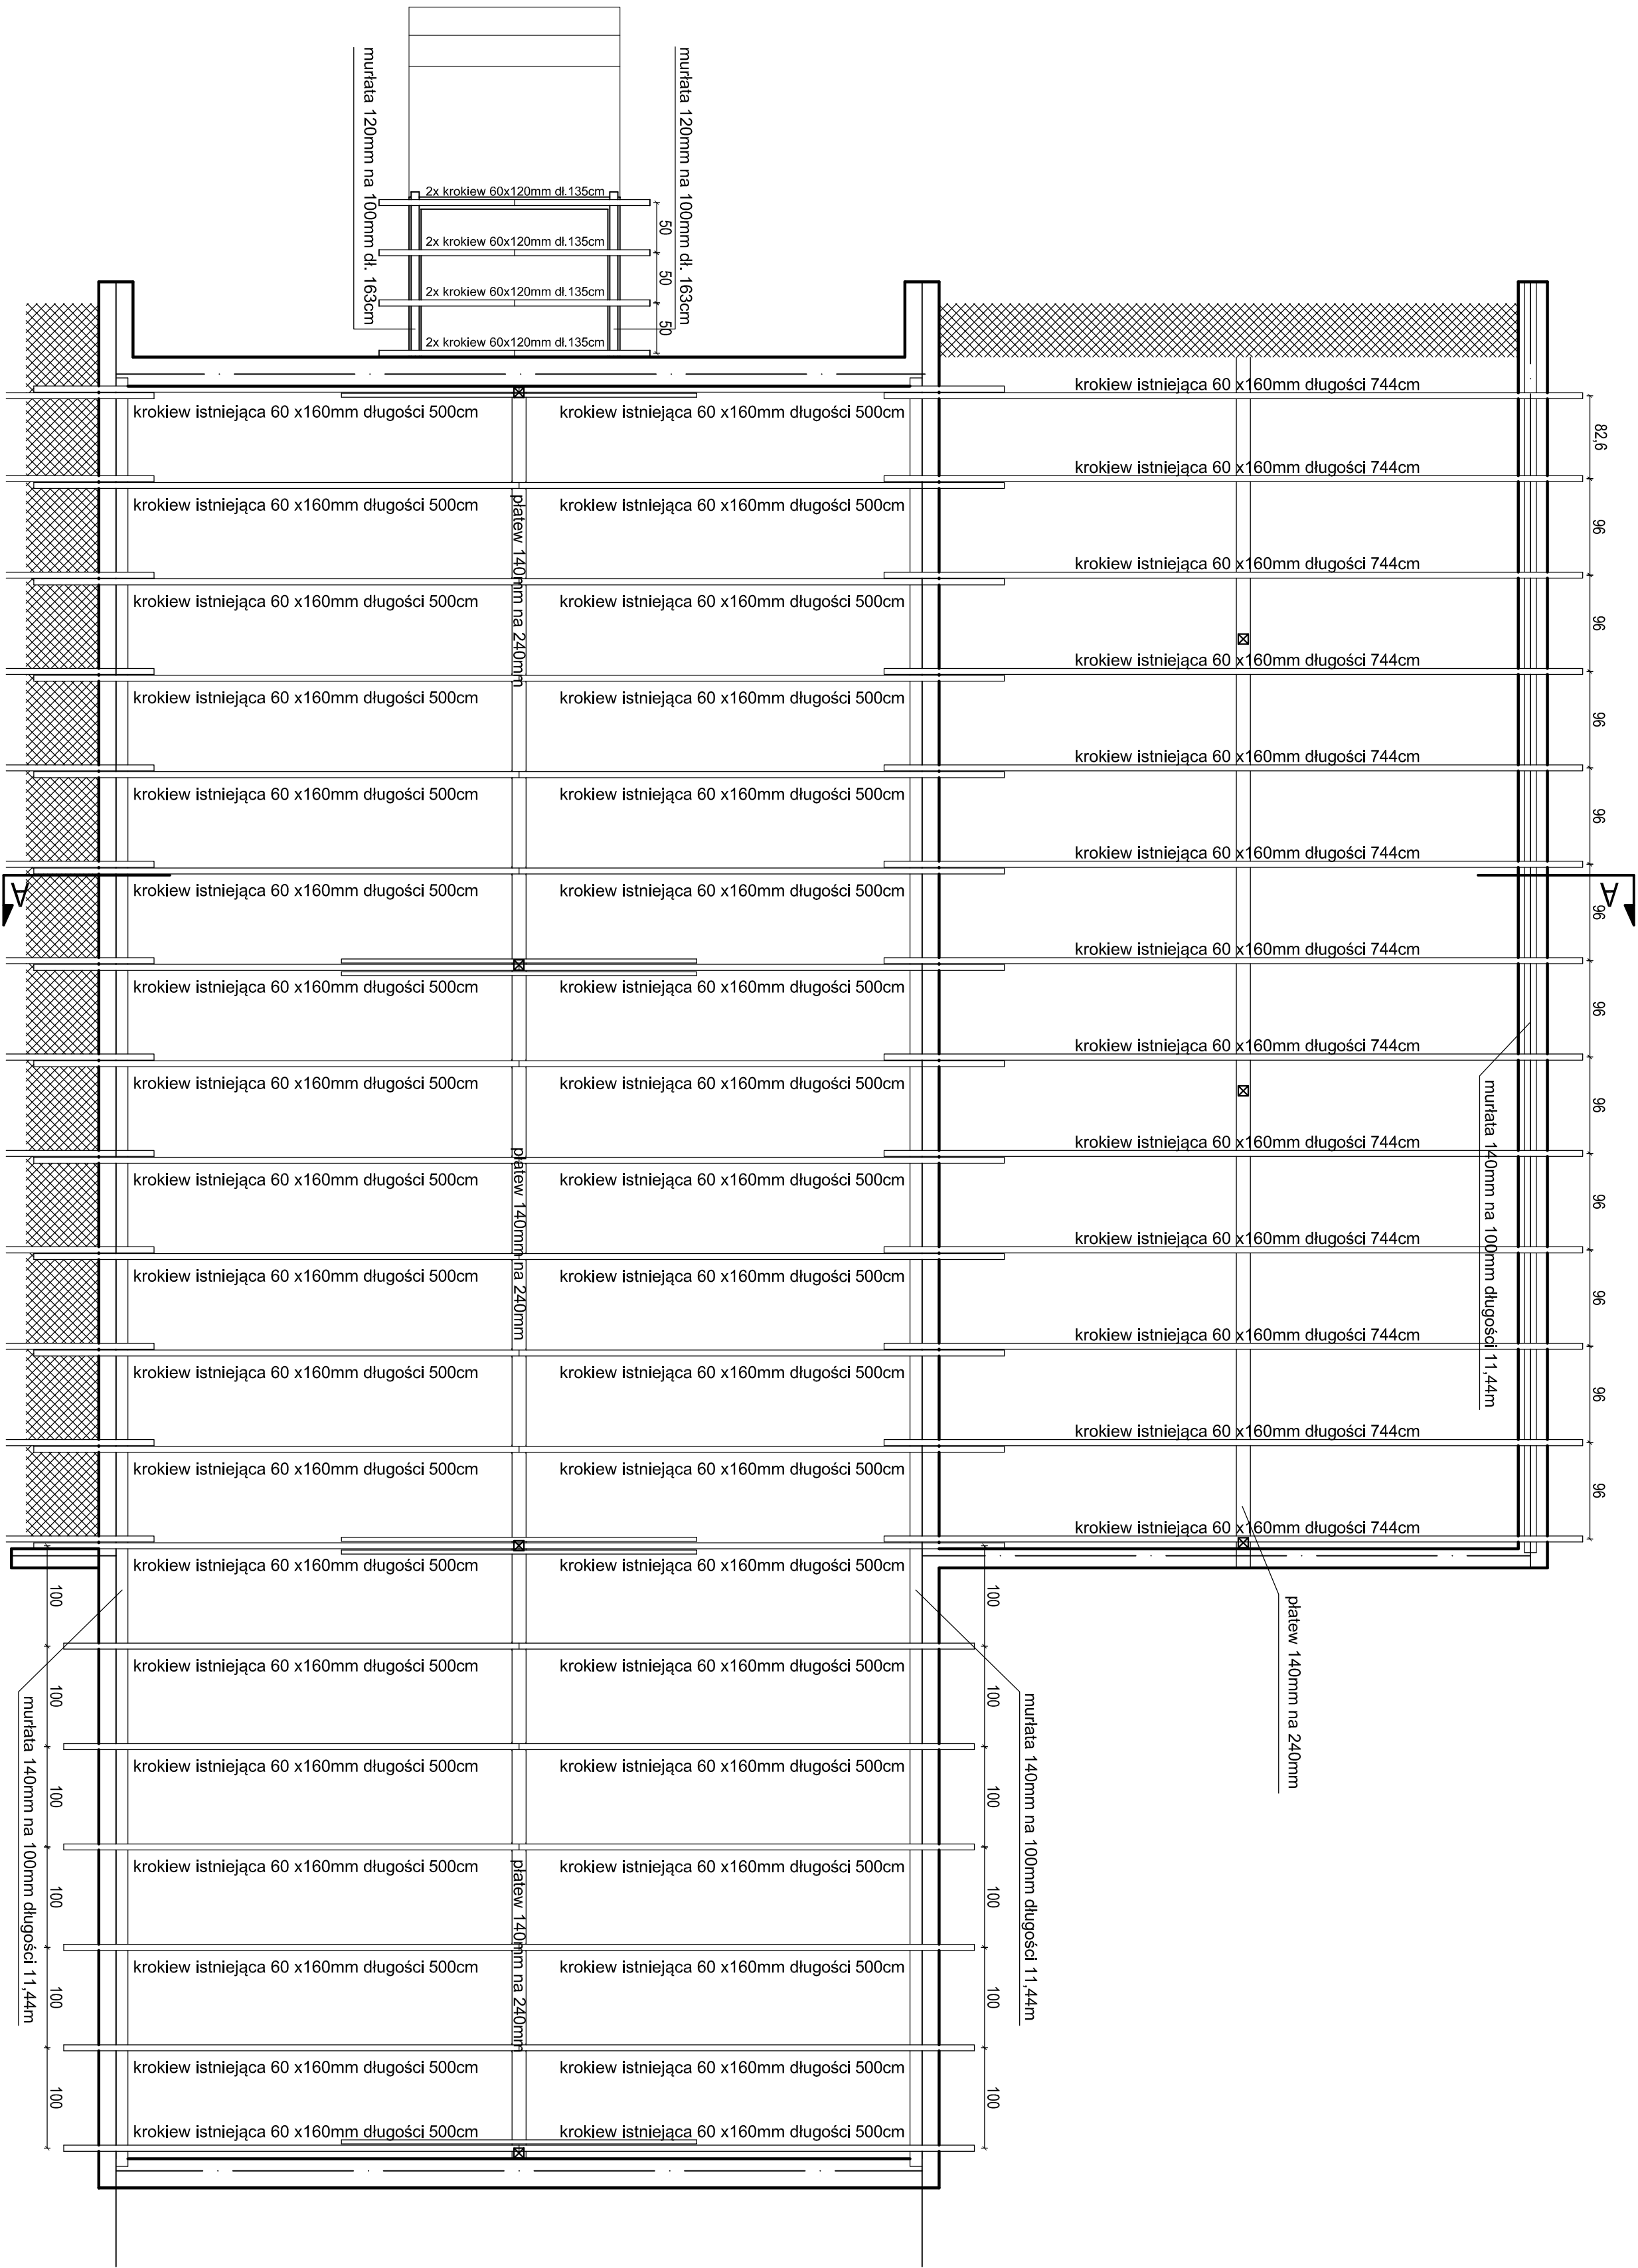 murłata 120mm na 100mm dł. 163cm
murłata 120mm na 100mm dł. 163cm
2x krokiew 60x120mm dł.135cm
50
2x krokiew 60x120mm dł.135cm
50
2x krokiew 60x120mm dł.135cm
50
2x krokiew 60x120mm dł.135cm
krokiew istniejąca 60 x160mm długości 744cm
krokiew istniejąca 60 x160mm długości 500cm
krokiew istniejąca 60 x160mm długości 500cm
82,6
krokiew istniejąca 60 x160mm długości 744cm
krokiew istniejąca 60 x160mm długości 500cm
krokiew istniejąca 60 x160mm długości 500cm
płatew 140mm na 240mm
96
krokiew istniejąca 60 x160mm długości 744cm
krokiew istniejąca 60 x160mm długości 500cm
krokiew istniejąca 60 x160mm długości 500cm
96
krokiew istniejąca 60 x160mm długości 744cm
krokiew istniejąca 60 x160mm długości 500cm
krokiew istniejąca 60 x160mm długości 500cm
96
krokiew istniejąca 60 x160mm długości 744cm
krokiew istniejąca 60 x160mm długości 500cm
krokiew istniejąca 60 x160mm długości 500cm
96
krokiew istniejąca 60 x160mm długości 744cm
A
krokiew istniejąca 60 x160mm długości 500cm
krokiew istniejąca 60 x160mm długości 500cm
A
96
krokiew istniejąca 60 x160mm długości 744cm
krokiew istniejąca 60 x160mm długości 500cm
krokiew istniejąca 60 x160mm długości 500cm
96
krokiew istniejąca 60 x160mm długości 744cm
krokiew istniejąca 60 x160mm długości 500cm
krokiew istniejąca 60 x160mm długości 500cm
murłata 140mm na 100mm długości 11,44m
96
krokiew istniejąca 60 x160mm długości 744cm
płatew 140mm na 240mm
krokiew istniejąca 60 x160mm długości 500cm
krokiew istniejąca 60 x160mm długości 500cm
96
krokiew istniejąca 60 x160mm długości 744cm
krokiew istniejąca 60 x160mm długości 500cm
krokiew istniejąca 60 x160mm długości 500cm
96
krokiew istniejąca 60 x160mm długości 744cm
krokiew istniejąca 60 x160mm długości 500cm
krokiew istniejąca 60 x160mm długości 500cm
96
krokiew istniejąca 60 x160mm długości 744cm
krokiew istniejąca 60 x160mm długości 500cm
krokiew istniejąca 60 x160mm długości 500cm
96
krokiew istniejąca 60 x160mm długości 744cm
krokiew istniejąca 60 x160mm długości 500cm
krokiew istniejąca 60 x160mm długości 500cm
100
100
płatew 140mm na 240mm
krokiew istniejąca 60 x160mm długości 500cm
krokiew istniejąca 60 x160mm długości 500cm
100
100
murłata 140mm na 100mm długości 11,44m
murłata 140mm na 100mm długości 11,44m
krokiew istniejąca 60 x160mm długości 500cm
krokiew istniejąca 60 x160mm długości 500cm
100
100
krokiew istniejąca 60 x160mm długości 500cm
krokiew istniejąca 60 x160mm długości 500cm
płatew 140mm na 240mm
100
100
krokiew istniejąca 60 x160mm długości 500cm
krokiew istniejąca 60 x160mm długości 500cm
100
100
krokiew istniejąca 60 x160mm długości 500cm
krokiew istniejąca 60 x160mm długości 500cm
100
100
krokiew istniejąca 60 x160mm długości 500cm
krokiew istniejąca 60 x160mm długości 500cm